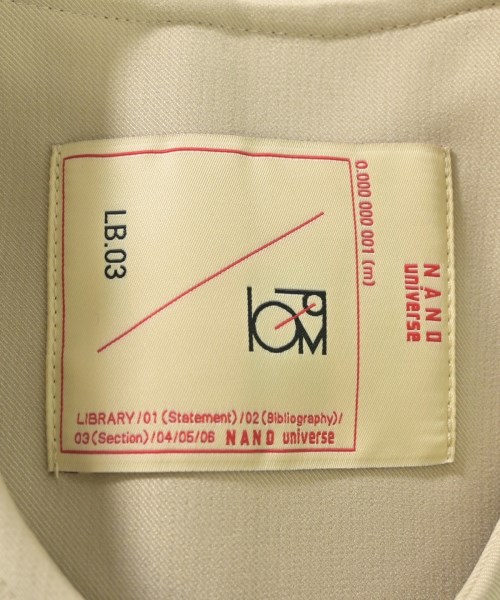 NANO
universe
0.000 000 001 (m)
LB.03
LIBRARY/01 (Statement)/02 (Bibliography)/
03 (Section)/04/05/06 NANO universe